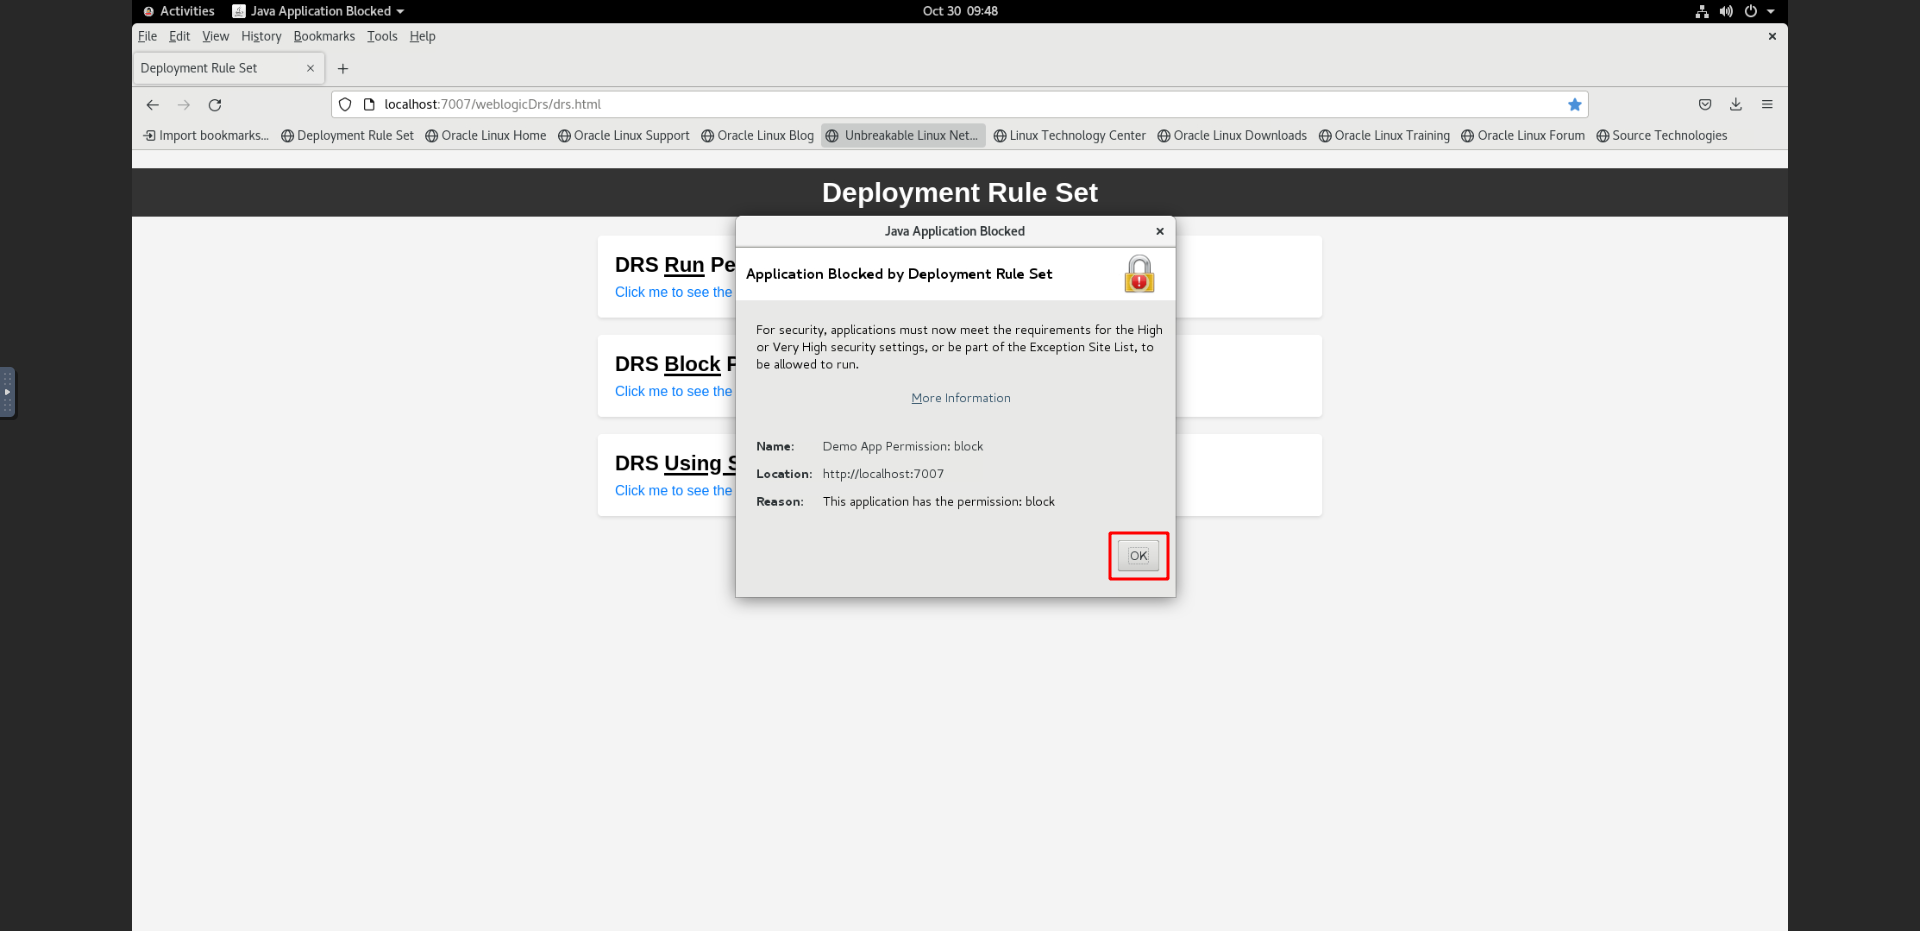 Activities Java Application Blocked Oct 30 09:48
File Edit View History Bookmarks Tools Help
Deployment Rule Set
localhost:7007/weblogicDrs/drs.html
Import bookmarks... Deployment Rule Set Oracle Linux Home Oracle Linux Support Oracle Linux Blog Unbreakable Linux Net... Linux Technology Center Oracle Linux Downloads Oracle Linux Training Oracle Linux Forum Source Technologies
Deployment Rule Set
DRS Run Pe
Click me to see the
DRS Block
Click me to see the
DRS Using S
Click me to see the
Java Application Blocked
Application Blocked by Deployment Rule Set
For security, applications must now meet the requirements for the High
or Very High security settings, or be part of the Exception Site List, to
be allowed to run.
More Information
Name: Demo App Permission: block
Location: http://localhost:7007
Reason: This application has the permission: block
OK